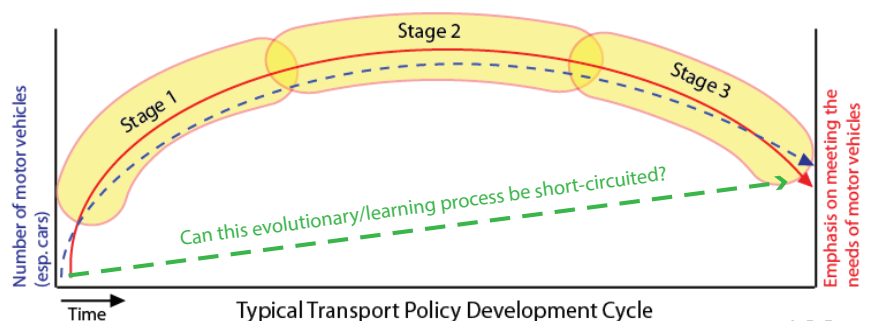 Stage 2
Stage 1
Stage 3
Number of motor vehicles
(esp. cars)
Can this evolutionary/learning process be short-circuited?
Emphasis on meeting the
needs of motor vehicles
Time
Typical Transport Policy Development Cycle